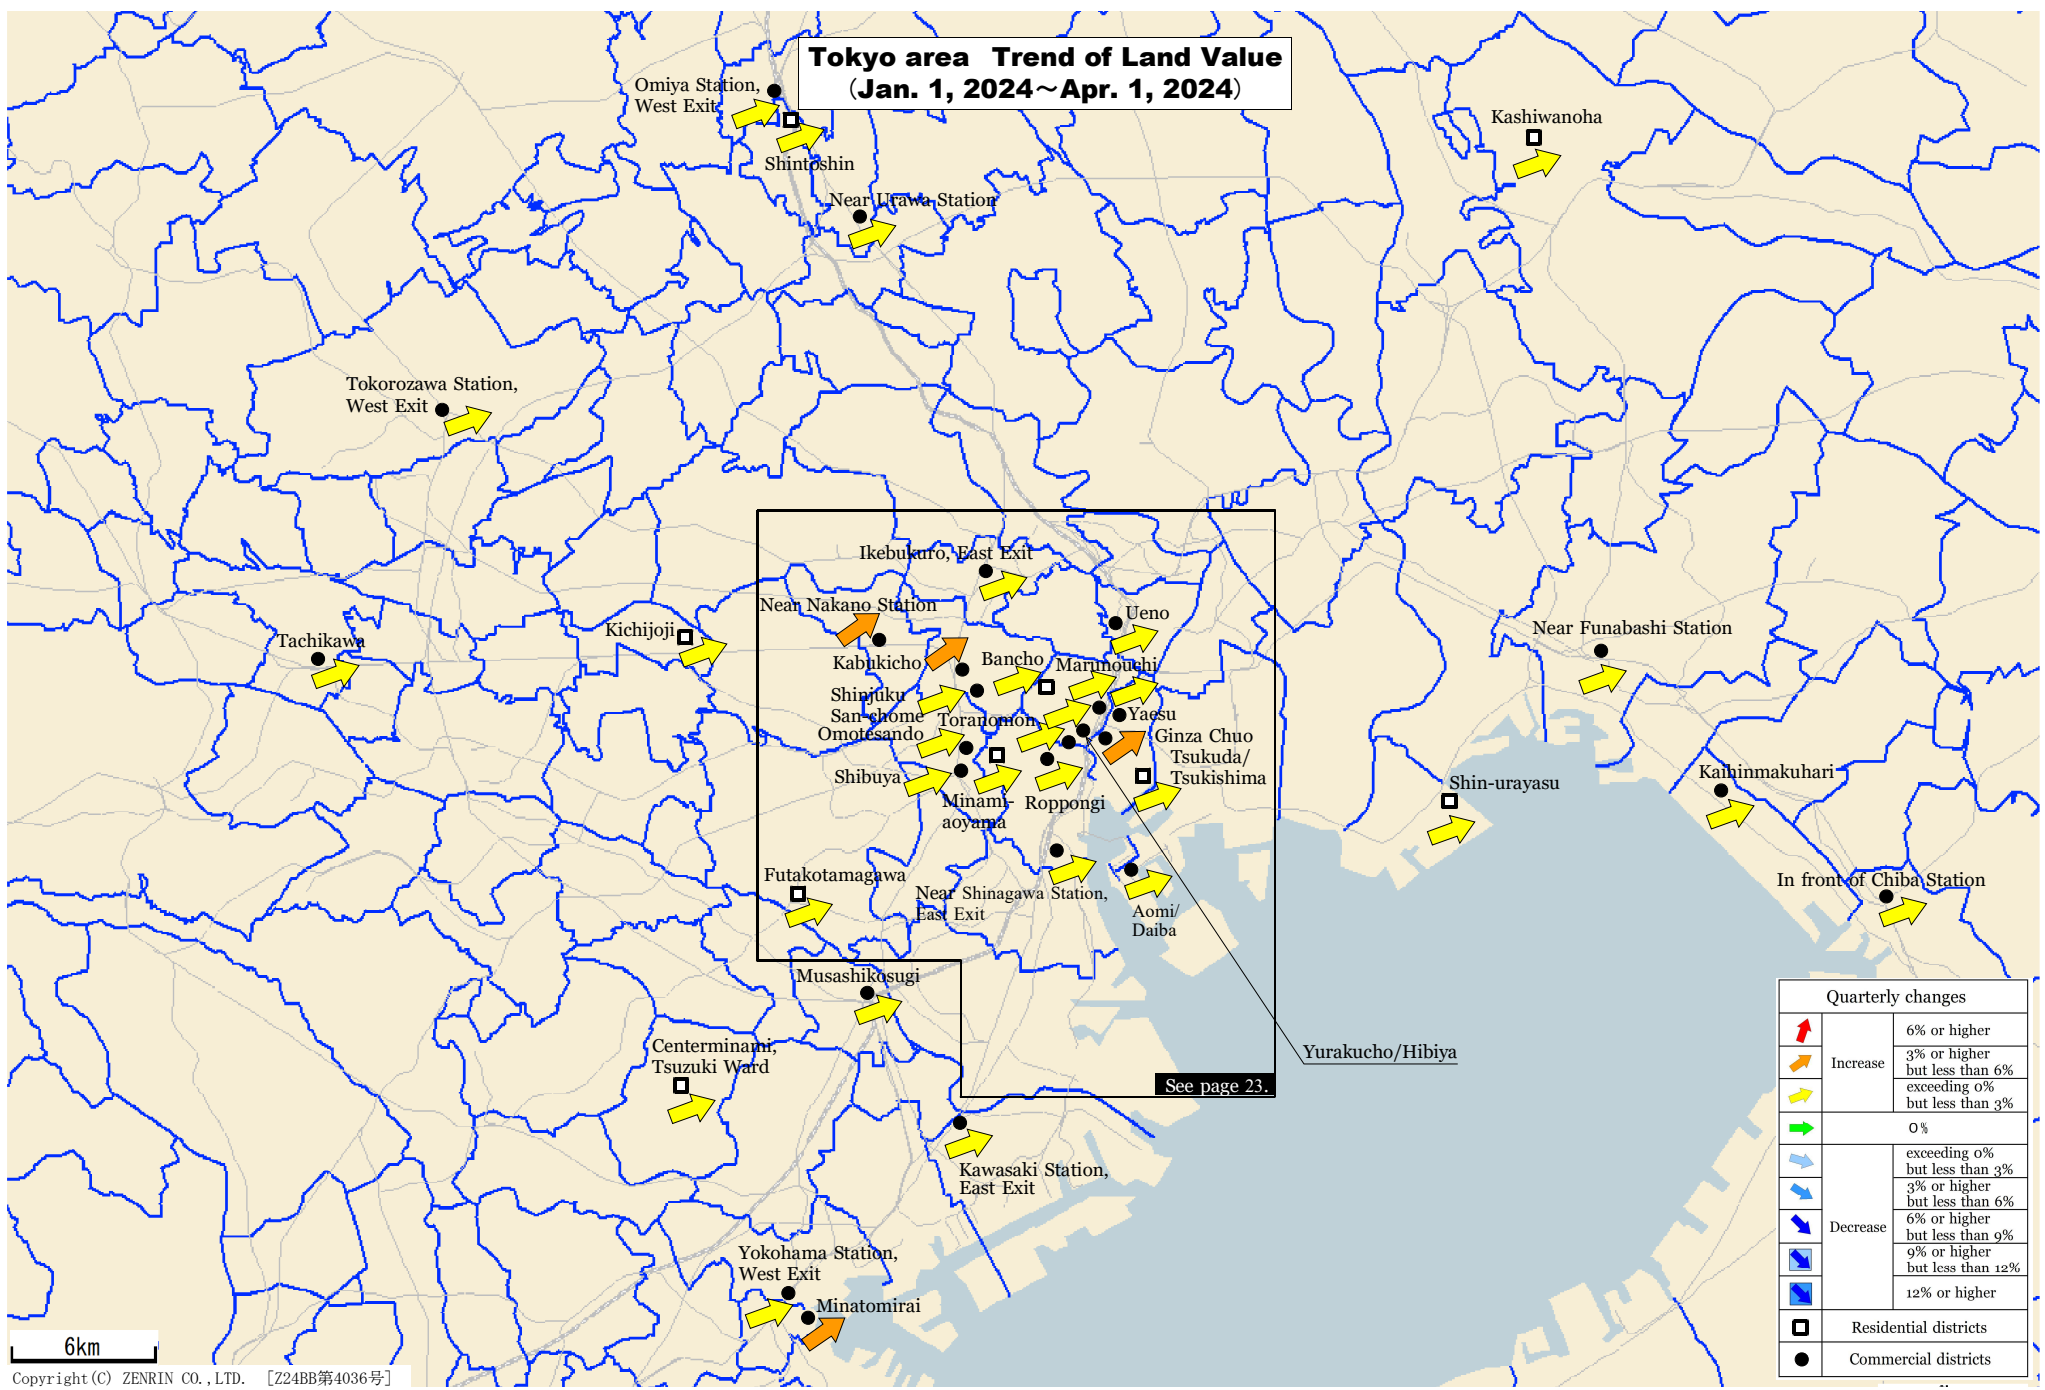 Tokyo area Trend of Land Value
(Jan. 1, 2024～Apr. 1, 2024)
Omiya Station,
West Exit
Shintoshin
Near Urawa Station
Kashiwanoha
Tokorozawa Station,
West Exit
Ikebukuro, East Exit
Near Nakano Station
Ueno
Kichijoji
Tachikawa
Near Funabashi Station
Kabukicho
Bancho
Marunouchi
Shinjuku
San-chome
Toranomon
Yaesu
Omotesando
Ginza Chuo
Tsukuda/
Tsukishima
Shibuya
Minami-
aoyama
Roppongi
Shin-urayasu
Kaihinmakuhari
Futakotamagawa
Near Shinagawa Station,
East Exit
Aomi/
Daiba
In front of Chiba Station
Musashikosugi
Centerminami,
Tsuzuki Ward
Yurakucho/Hibiya
See page 23.
Kawasaki Station,
East Exit
Yokohama Station,
West Exit
Minatomirai
Quarterly changes
Increase
6% or higher
3% or higher
but less than 6%
exceeding 0%
but less than 3%
0%
Decrease
exceeding 0%
but less than 3%
3% or higher
but less than 6%
6% or higher
but less than 9%
9% or higher
but less than 12%
12% or higher
Residential districts
Commercial districts
6km
Copyright(C) ZENRIN CO.,LTD. [Z24BB第4036号]